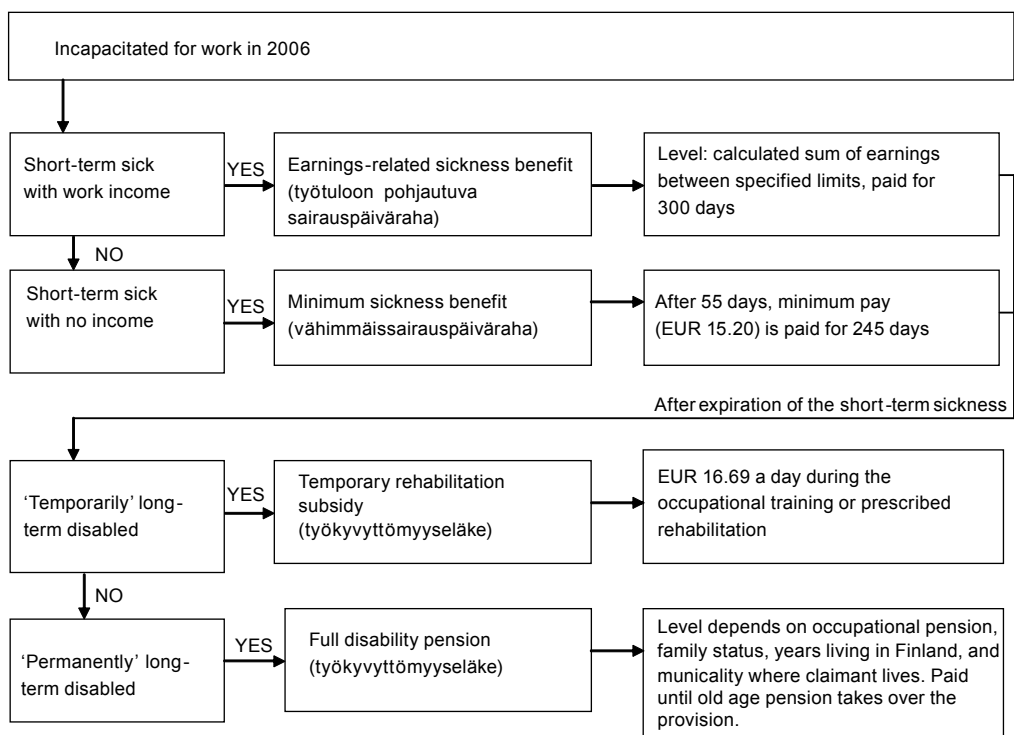 Incapacitated for work in 2006
Short-term sick
with work income
YES
Earnings-related sickness benefit
(työtuloon pohjautuva
sairauspäiväraha)
Level: calculated sum of earnings
between specified limits, paid for
300 days
NO
Short-term sick
with no income
YES
Minimum sickness benefit
(vähimmäissairauspäiväraha)
After 55 days, minimum pay
(EUR 15.20) is paid for 245 days
After expiration of the short-term sickness
‘Temporarily’ long-
term disabled
YES
Temporary rehabilitation
subsidy
(työkyvyttömyyseläke)
EUR 16.69 a day during the
occupational training or prescribed
rehabilitation
NO
‘Permanently’ long-
term disabled
YES
Full disability pension
(työkyvyttömyyseläke)
Level depends on occupational pension,
family status, years living in Finland, and
municality where claimant lives. Paid
until old age pension takes over the
provision.